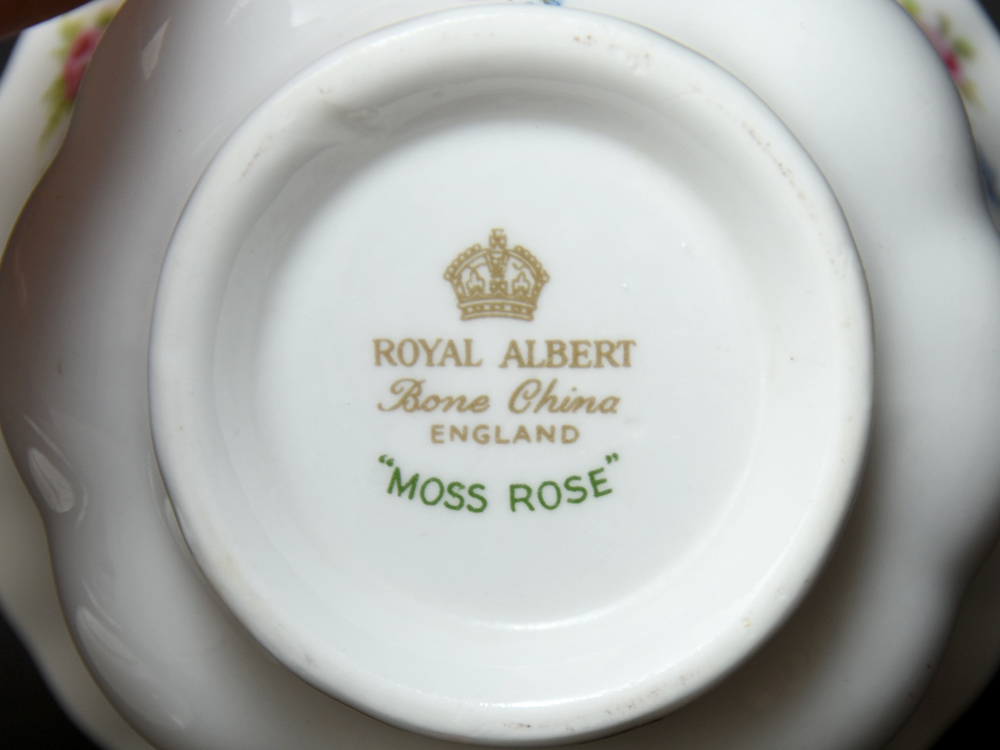 ROYAL ALBERT
Bone China
ENGLAND
"MOSS ROSE"